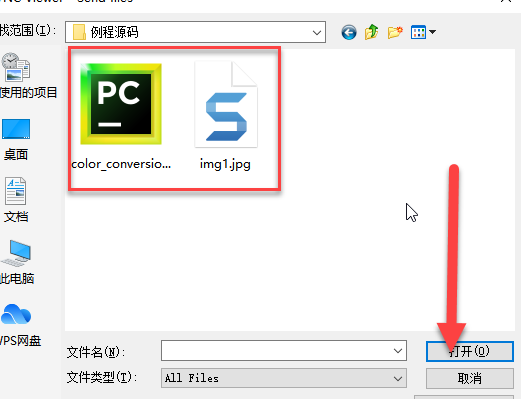 VNC Viewer - Send files
找范围(I):
例程源码
使用的项目
桌面
文档
此电脑
WPS网盘
PC
S
color_conversio...
img1.jpg
文件名(N):
打开(O)
文件类型(T):
All Files
取消